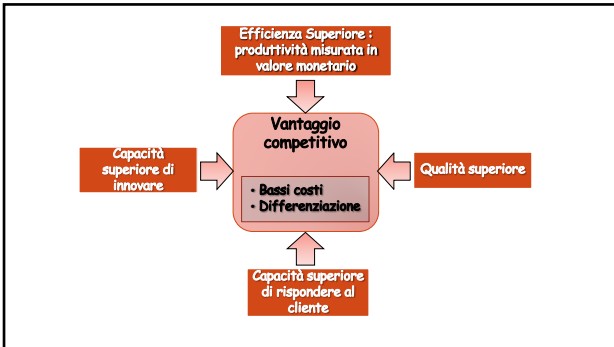 Efficienza Superiore :
produttività misurata in
valore monetario
Vantaggio
competitivo
Capacità
superiore di
innovare
Qualità superiore
• Bassi costi
• Differenziazione
Capacità superiore
di rispondere al
cliente